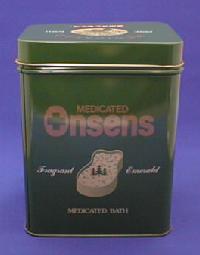 MEDICATED
Onsens
Fragrant Emerald
MEDICATED BATH